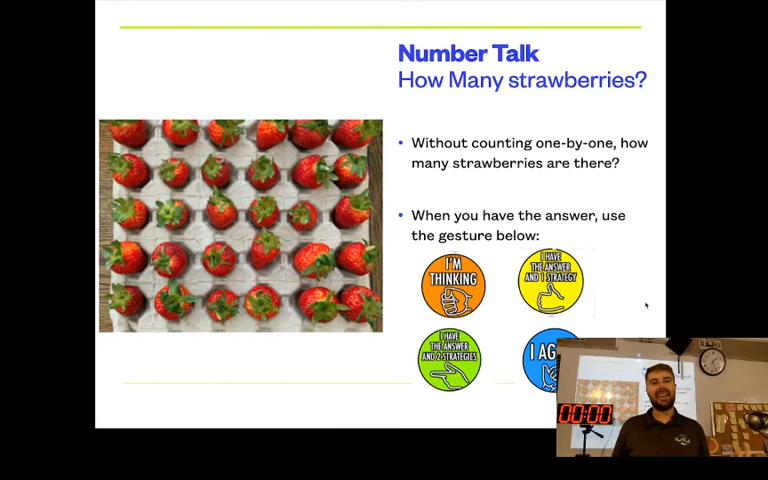 Number Talk
How Many strawberries?
• Without counting one-by-one, how
many strawberries are there?
• When you have the answer, use
the gesture below:
I'M
THINKING
I HAVE
THE ANSWER
AND 1 STRATEGY
I HAVE
THE ANSWER
AND 2 STRATEGIES
I AG
00:00